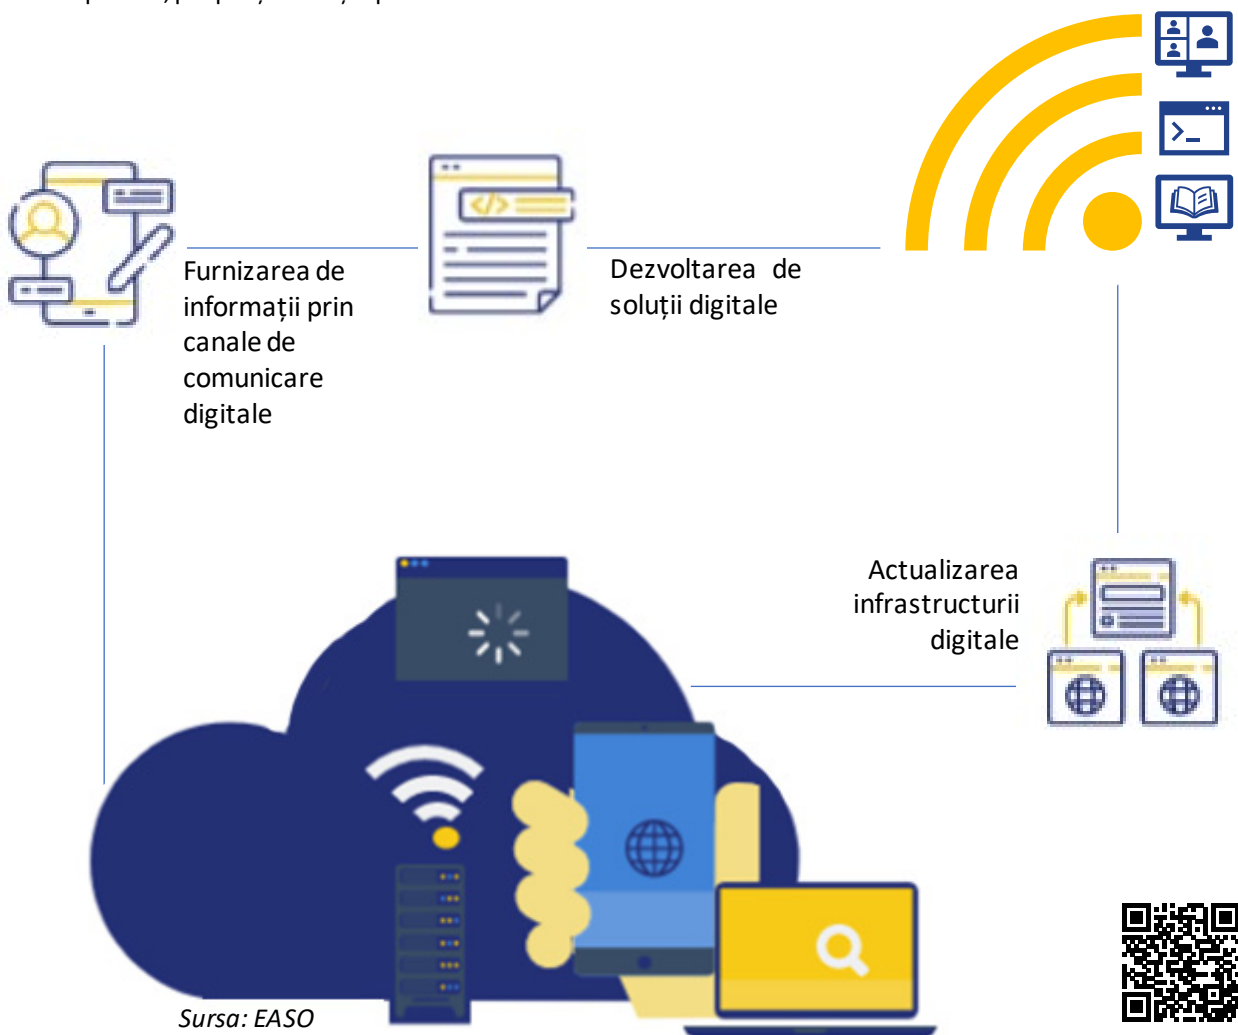 Furnizarea de
informații prin
canale de
comunicare
digitale
Dezvoltarea de
soluții digitale
Actualizarea
infrastructurii
digitale
Sursa: EASO